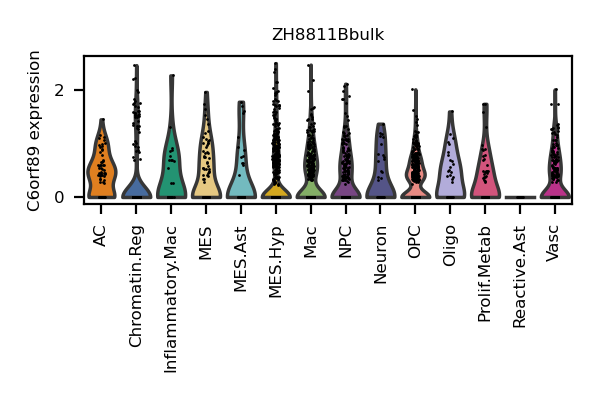 ZH8811Bbulk
C6orf89 expression
2
0
AC
Chromatin.Reg
Inflammatory.Mac
MES
MES.Ast
MES.Hyp
Mac
NPC
Neuron
OPC
Oligo
Prolif.Metab
Reactive.Ast
Vasc